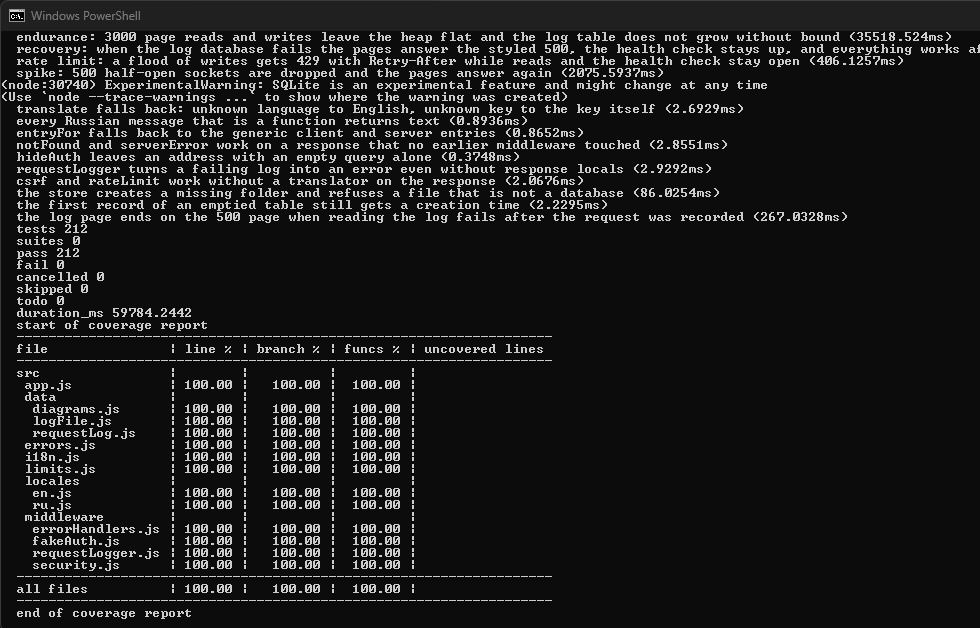 Windows PowerShell
endurance: 3000 page reads and writes leave the heap flat and the log table does not grow without bound (35518.524ms)
recovery: when the log database fails the pages answer the styled 500, the health check stays up, and everything works
rate limit: a flood of writes gets 429 with Retry-After while reads and the health check stay open (406.1257ms)
spike: 500 half-open sockets are dropped and the pages answer again (2075.5937ms)
(node:30740) ExperimentalWarning: SQLite is an experimental feature and might change at any time
(Use `node --trace-warnings ...` to show where the warning was created)
translate falls back: unknown language to English, unknown key to the key itself (2.6929ms)
every Russian message that is a function returns text (0.8936ms)
entryFor falls back to the generic client and server entries (0.8652ms)
notFound and serverError work on a response that no earlier middleware touched (2.8551ms)
hideAuth leaves an address with an empty query alone (0.3748ms)
requestLogger turns a failing log into an error even without response locals (2.9292ms)
csrf and rateLimit work without a translator on the response (2.0676ms)
the store creates a missing folder and refuses a file that is not a database (86.0254ms)
the first record of an emptied table still gets a creation time (2.2295ms)
the log page ends on the 500 page when reading the log fails after the request was recorded (267.0328ms)
tests 212
suites 0
pass 212
fail 0
cancelled 0
skipped 0
todo 0
duration_ms 59784.2442
start of coverage report
------------------------------------------------------------------
file | line % | branch % | funcs % | uncovered lines
------------------------------------------------------------------
src | | | |
app.js | 100.00 | 100.00 | 100.00 |
data | | | |
diagrams.js | 100.00 | 100.00 | 100.00 |
logFile.js | 100.00 | 100.00 | 100.00 |
requestLog.js | 100.00 | 100.00 | 100.00 |
errors.js | 100.00 | 100.00 | 100.00 |
i18n.js | 100.00 | 100.00 | 100.00 |
limits.js | 100.00 | 100.00 | 100.00 |
locales | | | |
en.js | 100.00 | 100.00 | 100.00 |
ru.js | 100.00 | 100.00 | 100.00 |
middleware | | | |
errorHandlers.js | 100.00 | 100.00 | 100.00 |
fakeAuth.js | 100.00 | 100.00 | 100.00 |
requestLogger.js | 100.00 | 100.00 | 100.00 |
security.js | 100.00 | 100.00 | 100.00 |
------------------------------------------------------------------
all files | 100.00 | 100.00 | 100.00 |
------------------------------------------------------------------
end of coverage report